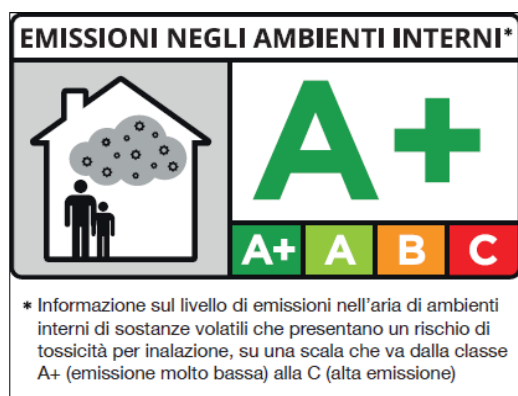 EMISSIONI NEGLI AMBIENTI INTERNI*
A+
A+ A B C
* Informazione sul livello di emissioni nell'aria di ambienti
interni di sostanze volatili che presentano un rischio di
tossicità per inalazione, su una scala che va dalla classe
A+ (emissione molto bassa) alla C (alta emissione)